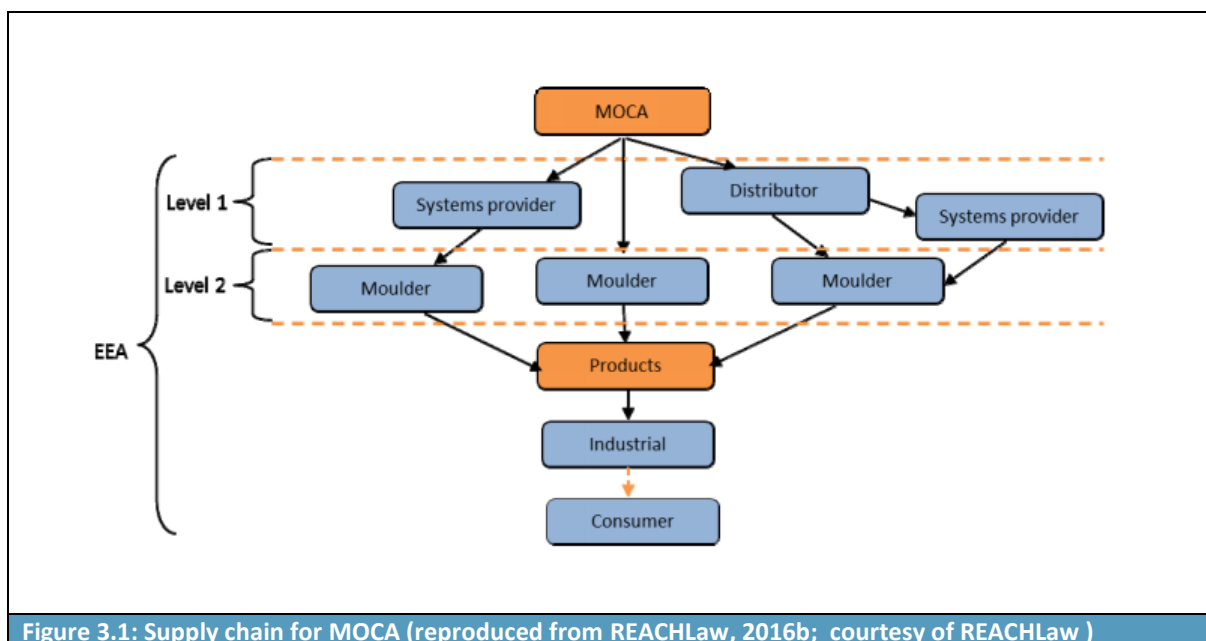 MOCA
Level 1
Systems provider
Distributor
Systems provider
Level 2
Moulder
Moulder
Moulder
EEA
Products
Industrial
Consumer
Figure 3.1: Supply chain for MOCA (reproduced from REACHLaw, 2016b; courtesy of REACHLaw )